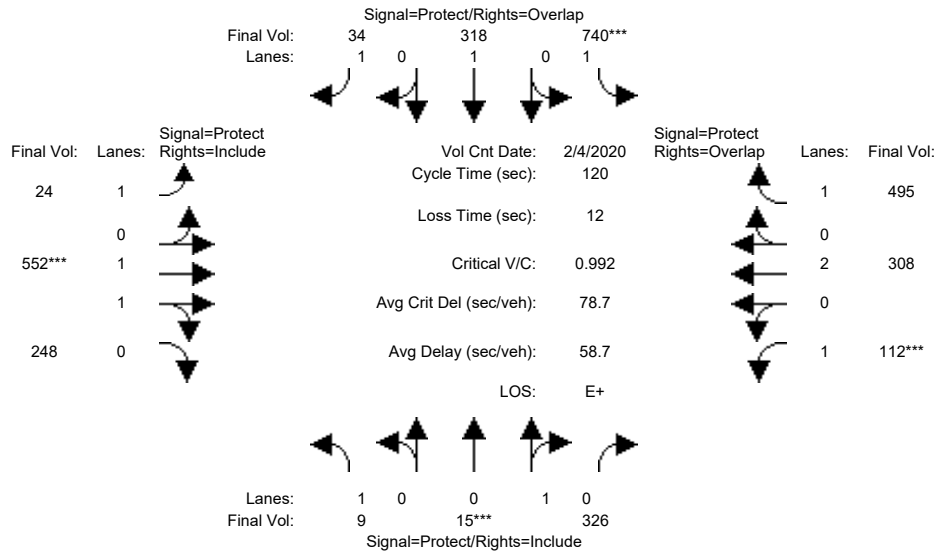 Signal=Protect/Rights=Overlap
Final Vol: 34 318 740***
Lanes: 1 0 1 0 1
Signal=Protect
Final Vol: Lanes: Rights=Include
Vol Cnt Date: 2/4/2020
Signal=Protect
Rights=Overlap Lanes: Final Vol:
Cycle Time (sec): 120
24 1
1 495
Loss Time (sec): 12
0
0
552*** 1
Critical V/C: 0.992
2 308
1
Avg Crit Del (sec/veh): 78.7
0
248 0
Avg Delay (sec/veh): 58.7
1 112***
LOS: E+
Lanes: 1 0 0 1 0
Final Vol: 9 15*** 326
Signal=Protect/Rights=Include